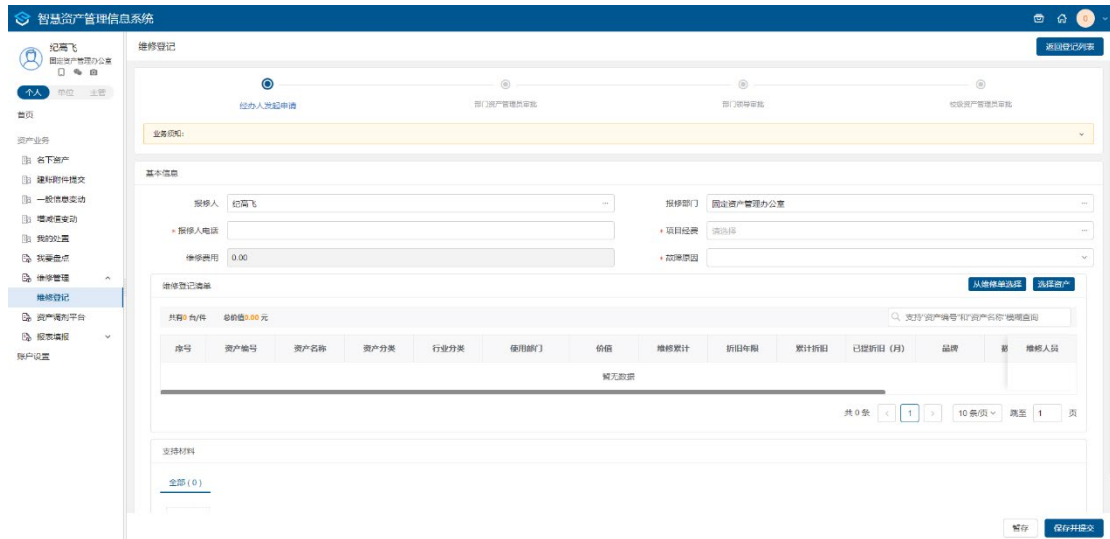 智慧资产管理信息系统
纪高飞
固定资产管理办公室
个人 单位 主管
首页
资产业务
名下资产
建账附件提交
一般信息变动
增减值变动
我的处置
我要盘点
维修管理
维修登记
资产调剂平台
报表填报
账户设置
维修登记
返回登记列表
经办人发起申请
部门资产管理员审批
部门领导审批
校级资产管理员审批
业务须知:
基本信息
报修人 纪高飞 ...
报修部门 固定资产管理办公室 ...
* 报修人电话
* 项目经费 请选择 ...
维修费用 0.00
* 故障原因
维修登记清单
从维修单选择 选择资产
共有0 台/件 总价值0.00 元
支持"资产编号"和"资产名称"模糊查询
序号 资产编号 资产名称 资产分类 行业分类 使用部门 价值 维修累计 折旧年限 累计折旧 已提折旧（月） 品牌 维修人员
暂无数据
共 0 条 < 1 > 10 条/页 跳至 1 页
支持材料
全部 ( 0 )
暂存 保存并提交